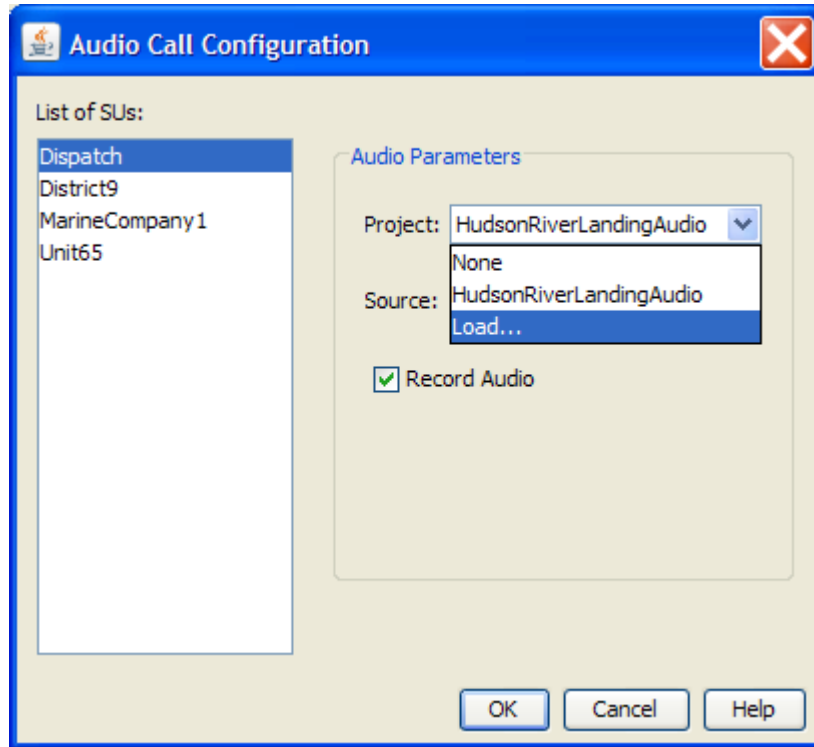 Audio Call Configuration
List of SUs:
Dispatch
District9
MarineCompany1
Unit65
Audio Parameters
Project: HudsonRiverLandingAudio
None
HudsonRiverLandingAudio
Load...
Source:
Record Audio
OK Cancel Help